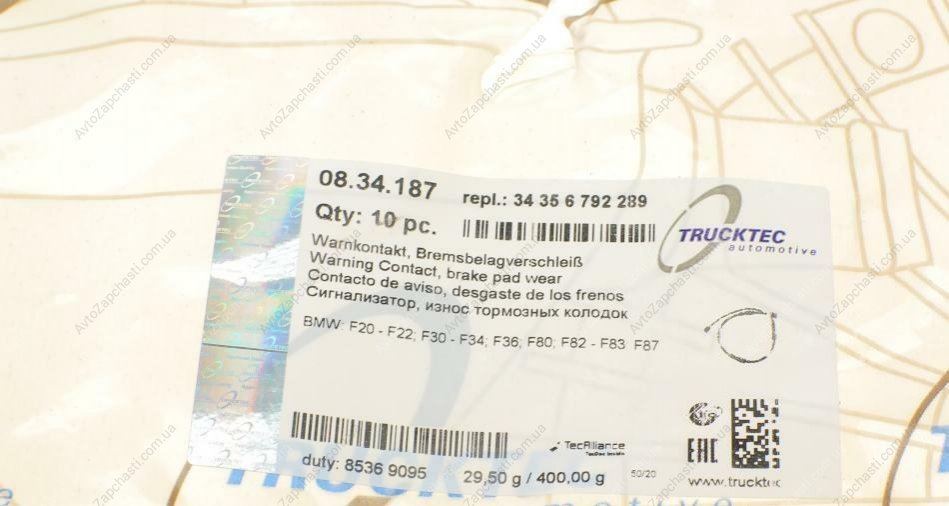 08.34.187
repl.: 34 35 6 792 289
Qty: 10 pc.
TRUCKTEC
automotive
Warnkontakt, Bremsbelagverschleiß
Warning Contact, brake pad wear
Contacto de aviso, desgaste de los frenos
Сигнализатор, износ тормозных колодок
BMW: F20 - F22; F30 - F34; F36; F80; F82 - F83 F87
TecAlliance
TecDoc Inside
EAC
duty: 8536 9095
29,50 g / 400,00 g
50/20
www.trucktec
AvtoZapchasti.com.ua